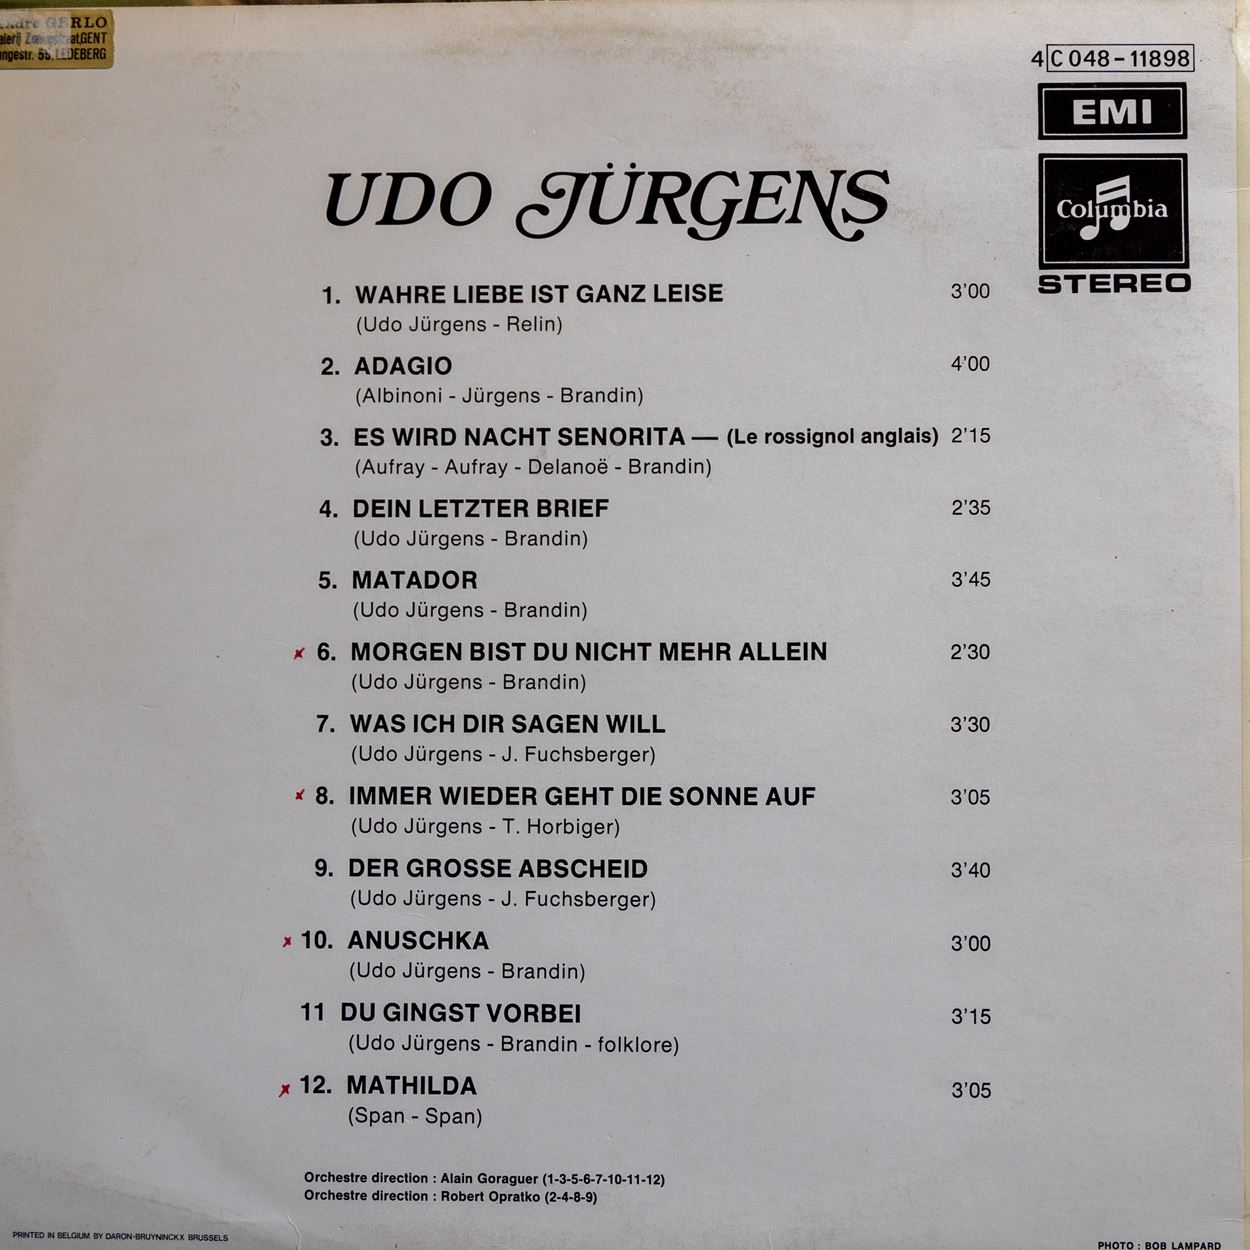 GERLO
GENT
LEDEBERG
4 C 048 - 11898
EMI
Columbia
STEREO
UDO JÜRGENS
1. WAHRE LIEBE IST GANZ LEISE 3'00
(Udo Jürgens - Relin)
2. ADAGIO 4'00
(Albinoni - Jürgens - Brandin)
3. ES WIRD NACHT SENORITA — (Le rossignol anglais) 2'15
(Aufray - Aufray - Delanoë - Brandin)
4. DEIN LETZTER BRIEF 2'35
(Udo Jürgens - Brandin)
5. MATADOR 3'45
(Udo Jürgens - Brandin)
x 6. MORGEN BIST DU NICHT MEHR ALLEIN 2'30
(Udo Jürgens - Brandin)
7. WAS ICH DIR SAGEN WILL 3'30
(Udo Jürgens - J. Fuchsberger)
x 8. IMMER WIEDER GEHT DIE SONNE AUF 3'05
(Udo Jürgens - T. Horbiger)
9. DER GROSSE ABSCHEID 3'40
(Udo Jürgens - J. Fuchsberger)
x 10. ANUSCHKA 3'00
(Udo Jürgens - Brandin)
11 DU GINGST VORBEI 3'15
(Udo Jürgens - Brandin - folklore)
x 12. MATHILDA 3'05
(Span - Span)
Orchestre direction : Alain Goraguer (1-3-5-6-7-10-11-12)
Orchestre direction : Robert Opratko (2-4-8-9)
PRINTED IN BELGIUM BY DARON-BRUYNINCKX BRUSSELS
PHOTO : BOB LAMPARD